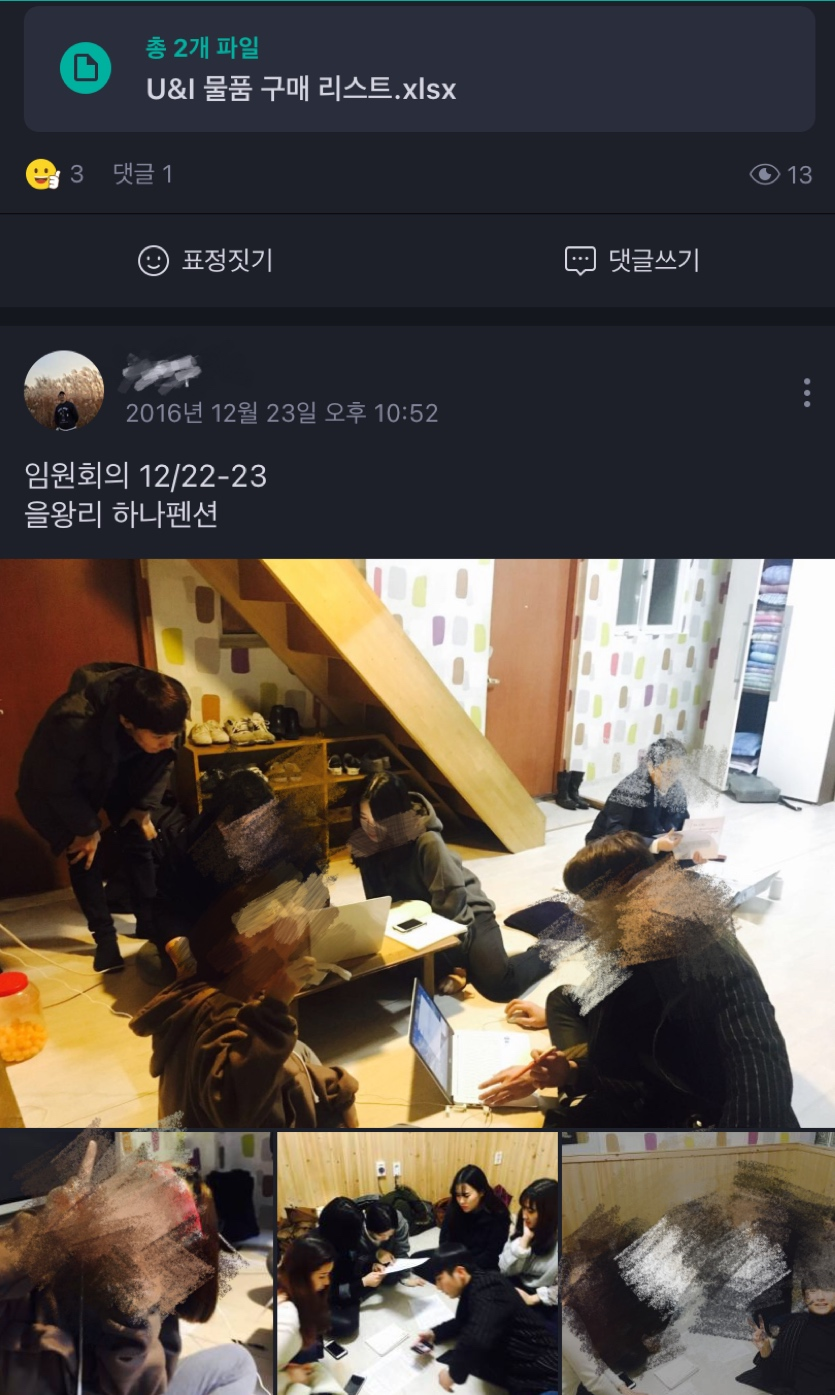 총 2개 파일
U&I 물품 구매 리스트.xlsx
3 댓글 1 13
표정짓기 댓글쓰기
2016년 12월 23일 오후 10:52
임원회의 12/22-23
을왕리 하나펜션